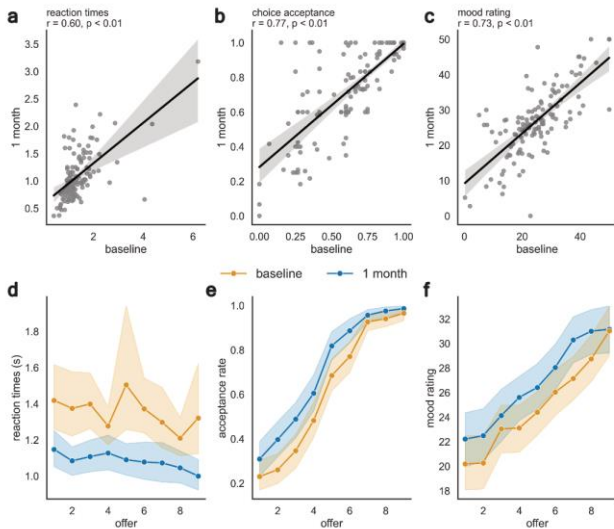 a
reaction times
r = 0.60, p < 0.01
1 month
3.5
3.0
2.5
2.0
1.5
1.0
0.5
2
4
6
baseline
b
choice acceptance
r = 0.77, p < 0.01
1 month
1.0
0.8
0.6
0.4
0.2
0.0
0.00
0.25
0.50
0.75
1.00
baseline
c
mood rating
r = 0.73, p < 0.01
1 month
50
40
30
20
10
0
0
20
40
baseline
baseline
1 month
d
reaction times (s)
1.8
1.6
1.4
1.2
1.0
2
4
6
8
offer
e
acceptance rate
1.0
0.8
0.6
0.4
0.2
2
4
6
8
offer
f
mood rating
32
30
28
26
24
22
20
18
2
4
6
8
offer